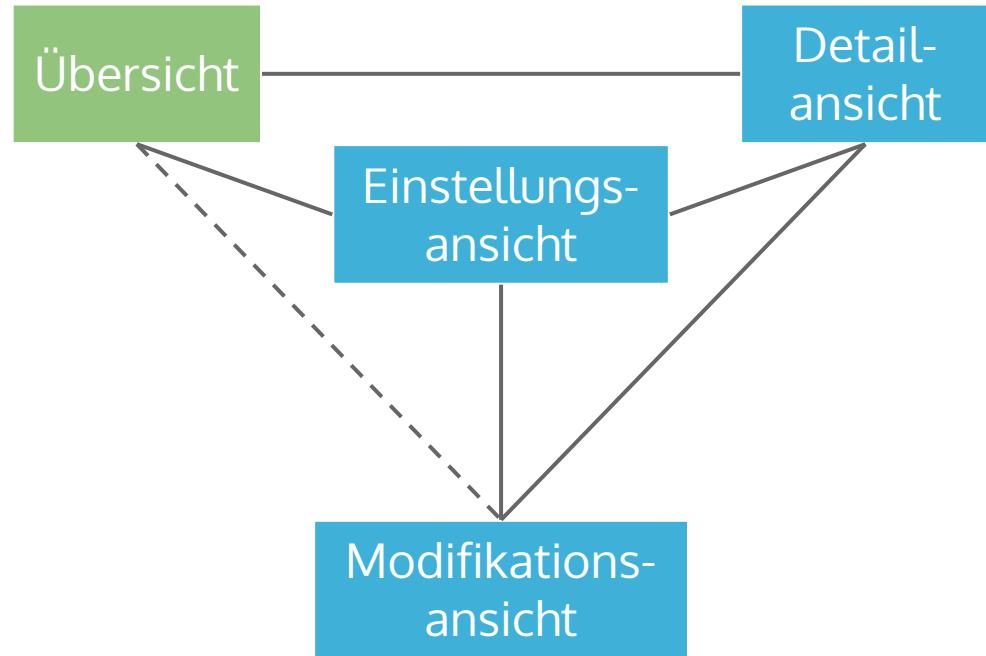 Übersicht
Detail-
ansicht
Einstellungs-
ansicht
Modifikations-
ansicht